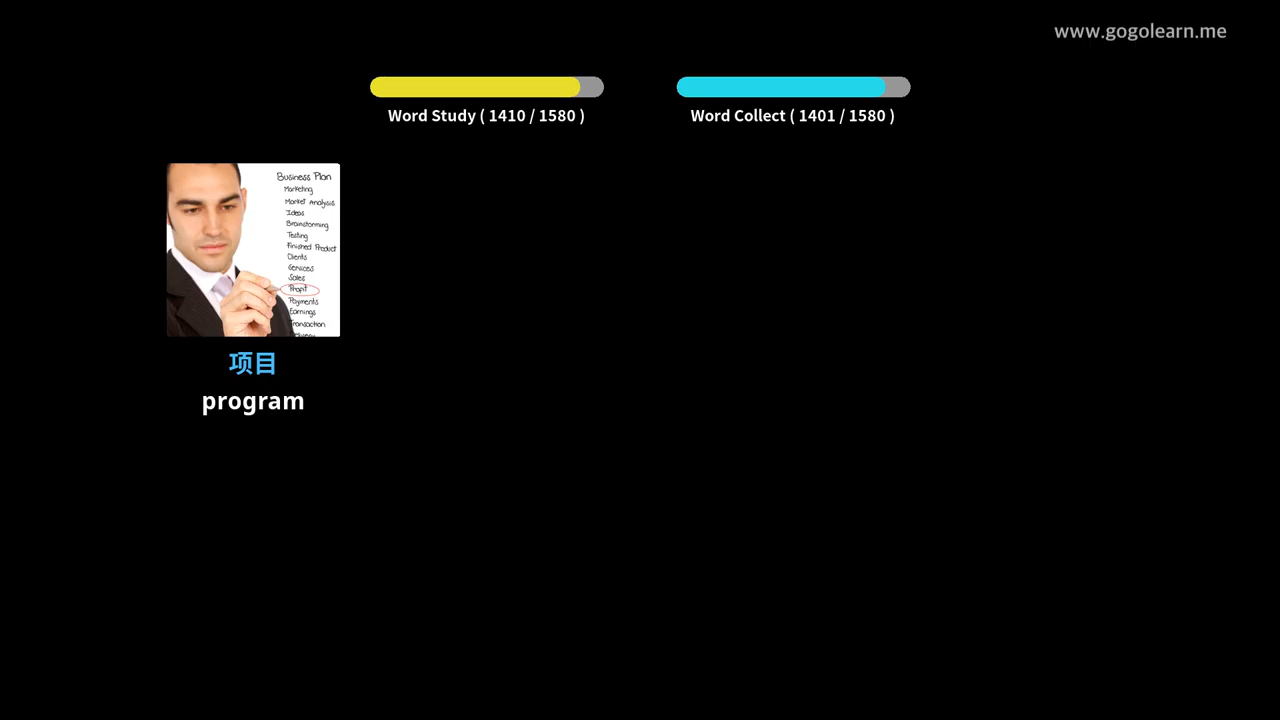 www.gogolearn.me
Word Study ( 1410 / 1580 )
Word Collect ( 1401 / 1580 )
Business Plan
Marketing
Market Analysis
Ideas
Brainstorming
Testing
Finished Product
Clients
Services
Sales
Profit
Payments
Earnings
Transaction
Delivery
项目
program